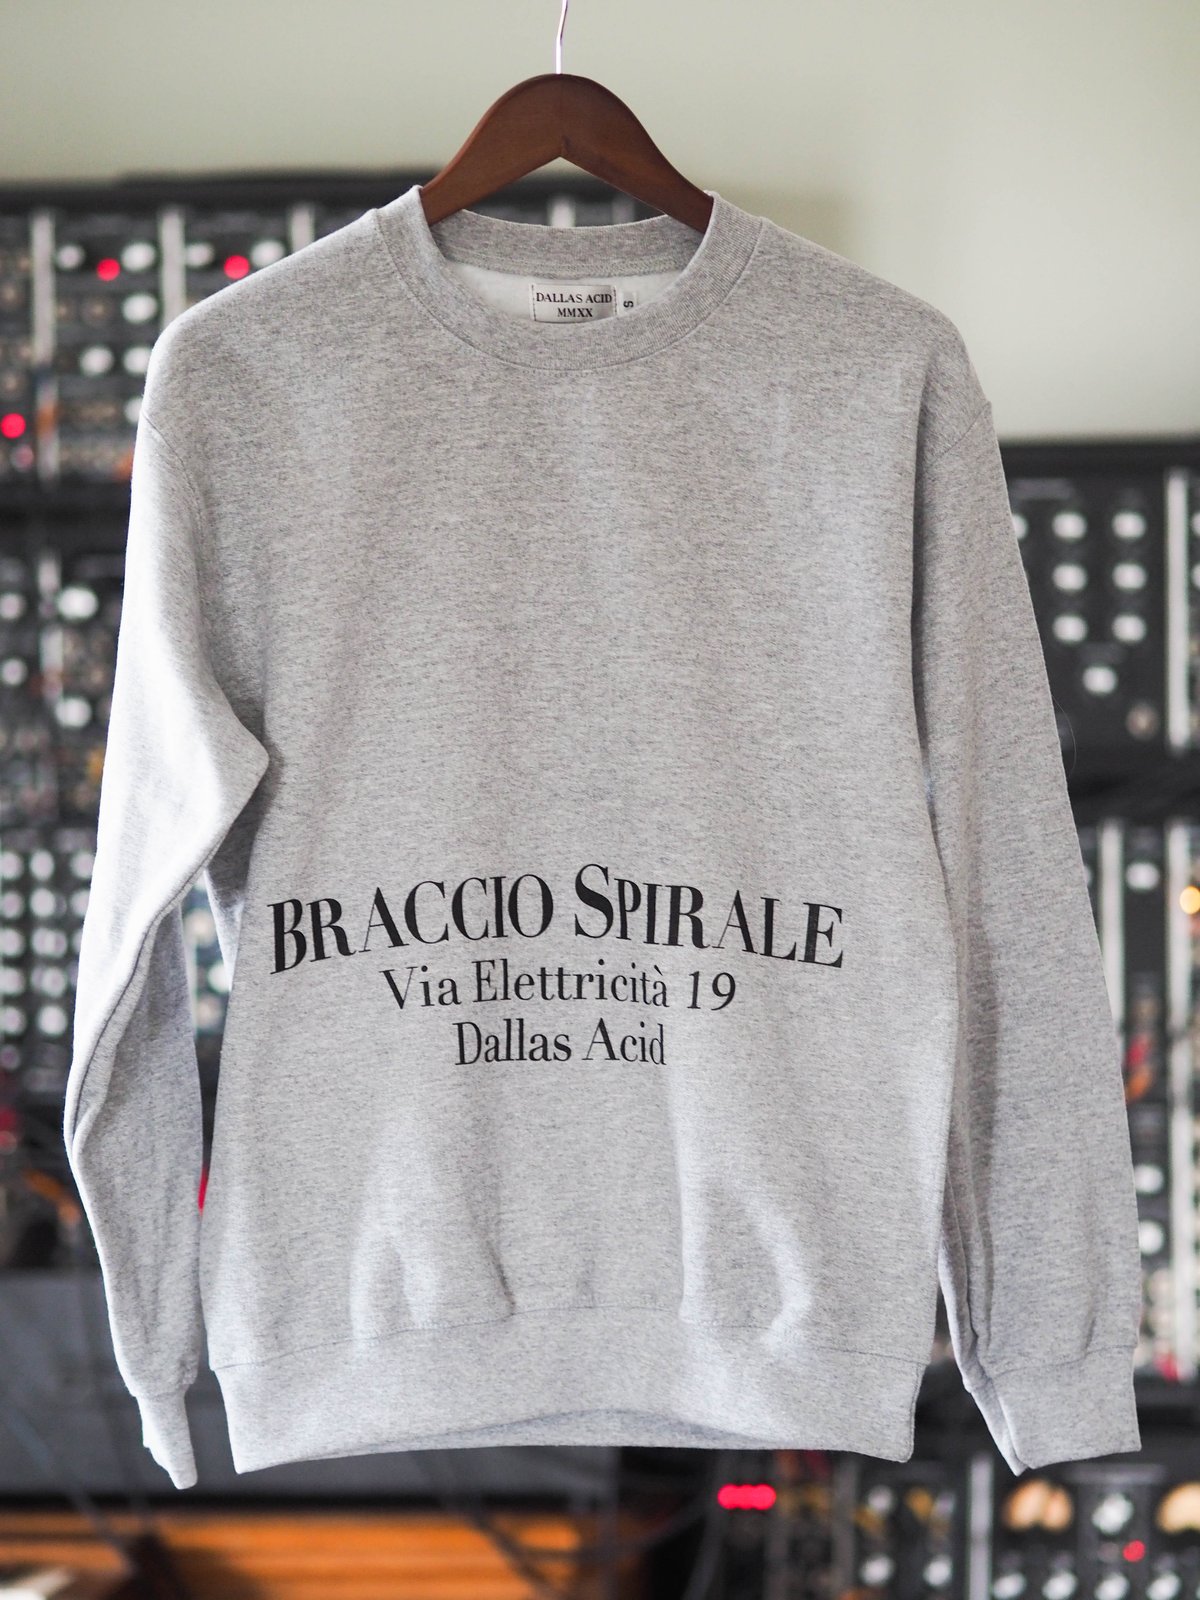 DALLAS ACID
MMXX
S
BRACCIO SPIRALE
Via Elettricità 19
Dallas Acid